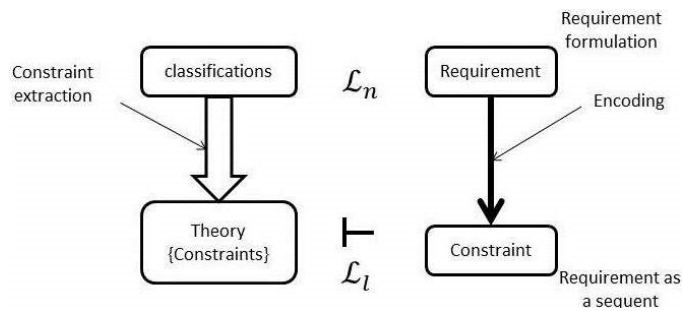 Requirement
formulation
Constraint
extraction
classifications
ℒn
Requirement
Encoding
Theory
{Constraints}
⊢
ℒl
Constraint
Requirement as
a sequent